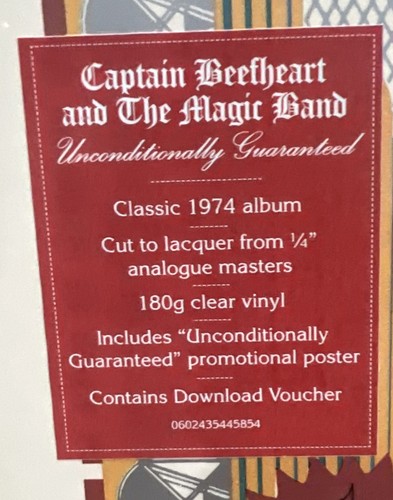 Captain Beefheart
and The Magic Band
Unconditionally Guaranteed
Classic 1974 album
Cut to lacquer from ¼”
analogue masters
180g clear vinyl
Includes “Unconditionally
Guaranteed” promotional poster
Contains Download Voucher
0602435445854